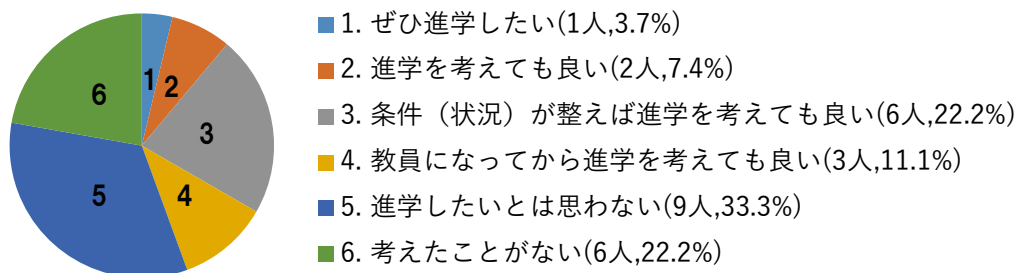 1. ぜひ進学したい(1人,3.7%)
2. 進学を考えても良い(2人,7.4%)
3. 条件（状況）が整えば進学を考えても良い(6人,22.2%)
4. 教員になってから進学を考えても良い(3人,11.1%)
5. 進学したいとは思わない(9人,33.3%)
6. 考えたことがない(6人,22.2%)
1
2
3
4
5
6